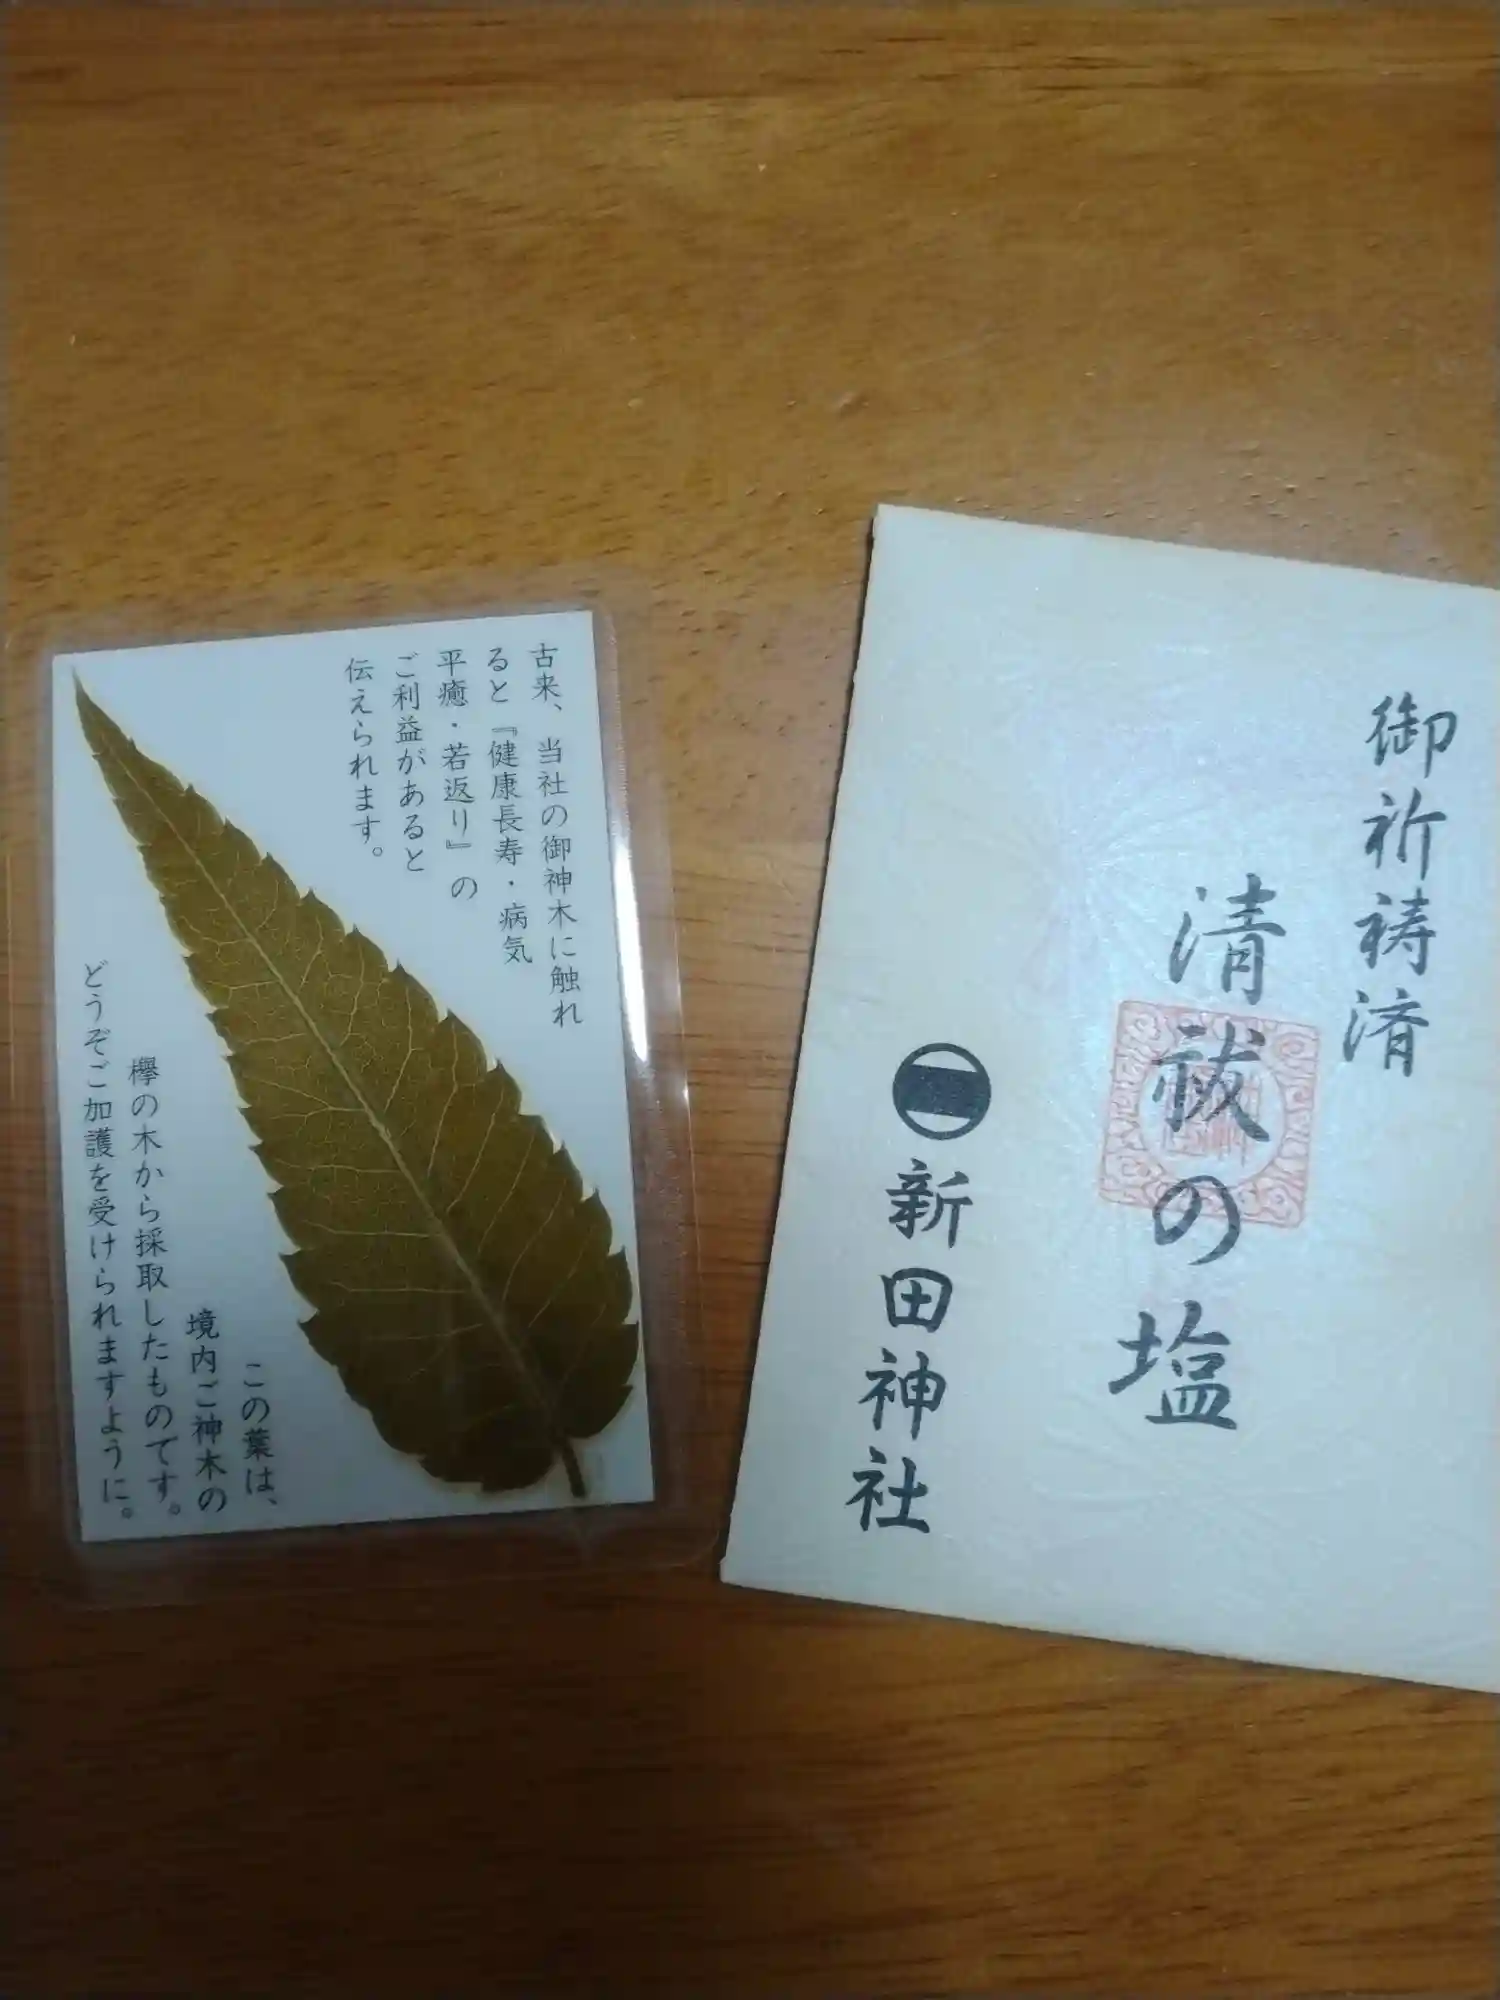 古来、当社の御神木に触れ
ると『健康長寿・病気
平癒・若返り』の
ご利益があると
伝えられます。
この葉は、
境内ご神木の
欅の木から採取したものです。
どうぞご加護を受けられますように。
御祈祷済
清祓の塩
新田神社